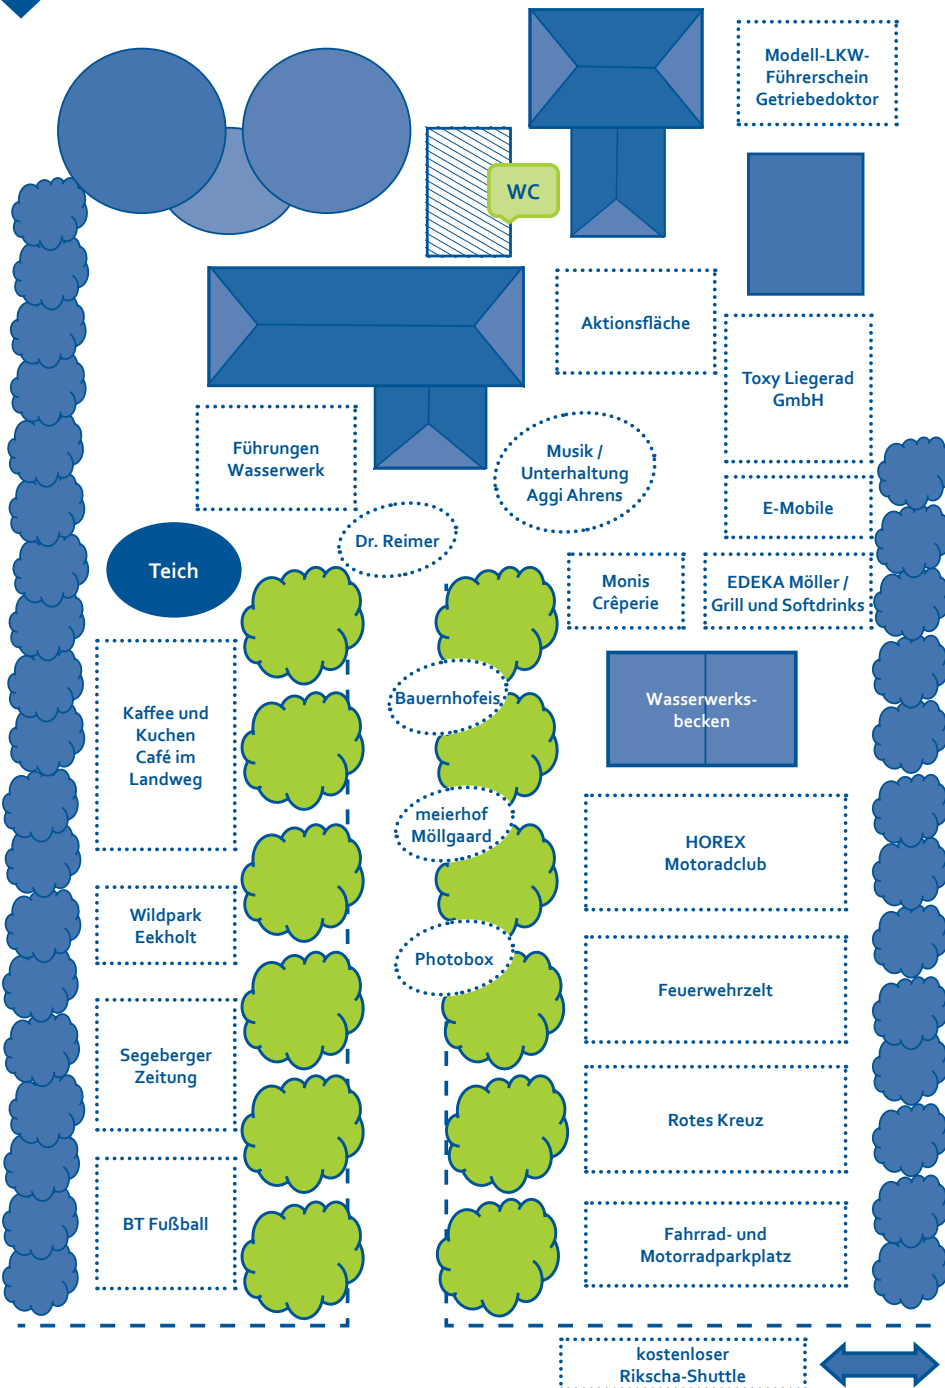 Modell-LKW-
Führerschein
Getriebedoktor
WC
Aktionsfläche
Toxy Liegerad
GmbH
Führungen
Wasserwerk
Musik /
Unterhaltung
Aggi Ahrens
E-Mobile
Dr. Reimer
Teich
Monis
Crêperie
EDEKA Möller /
Grill und Softdrinks
Bauernhofeis
Wasserwerks-
becken
Kaffee und
Kuchen
Café im
Landweg
meierhof
Möllgaard
HOREX
Motoradclub
Wildpark
Eekholt
Photobox
Feuerwehrzelt
Segeberger
Zeitung
Rotes Kreuz
BT Fußball
Fahrrad- und
Motorradparkplatz
kostenloser
Rikscha-Shuttle